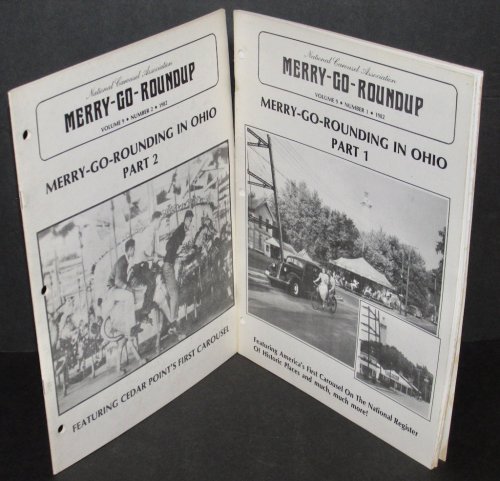 National Carousel Association
MERRY-GO-ROUNDUP
VOLUME 9 • NUMBER 2 • 1982
MERRY-GO-ROUNDING IN OHIO
PART 2
FEATURING CEDAR POINT'S FIRST CAROUSEL
National Carousel Association
MERRY-GO-ROUNDUP
VOLUME 9 • NUMBER 1 • 1982
MERRY-GO-ROUNDING IN OHIO
PART 1
Featuring America's First Carousel On The National Register
Of Historic Places and much, much more!